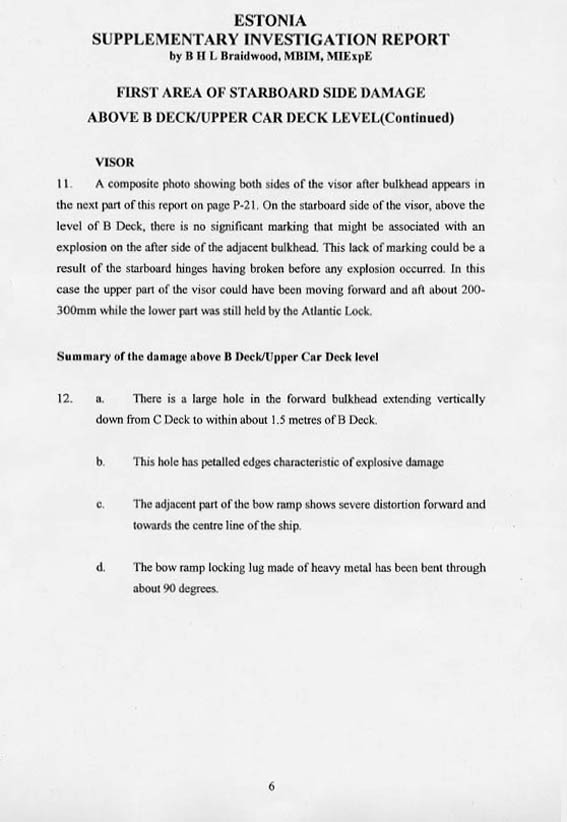 ESTONIA
SUPPLEMENTARY INVESTIGATION REPORT
by B H L Braidwood, MBIM, MIExpE
FIRST AREA OF STARBOARD SIDE DAMAGE
ABOVE B DECK/UPPER CAR DECK LEVEL(Continued)
VISOR
11. A composite photo showing both sides of the visor after bulkhead appears in
the next part of this report on page P-21. On the starboard side of the visor, above the
level of B Deck, there is no significant marking that might be associated with an
explosion on the after side of the adjacent bulkhead. This lack of marking could be a
result of the starboard hinges having broken before any explosion occurred. In this
case the upper part of the visor could have been moving forward and aft about 200-
300mm while the lower part was still held by the Atlantic Lock.
Summary of the damage above B Deck/Upper Car Deck level
12. a. There is a large hole in the forward bulkhead extending vertically
down from C Deck to within about 1.5 metres of B Deck.
b. This hole has petalled edges characteristic of explosive damage
c. The adjacent part of the bow ramp shows severe distortion forward and
towards the centre line of the ship.
d. The bow ramp locking lug made of heavy metal has been bent through
about 90 degrees.
6